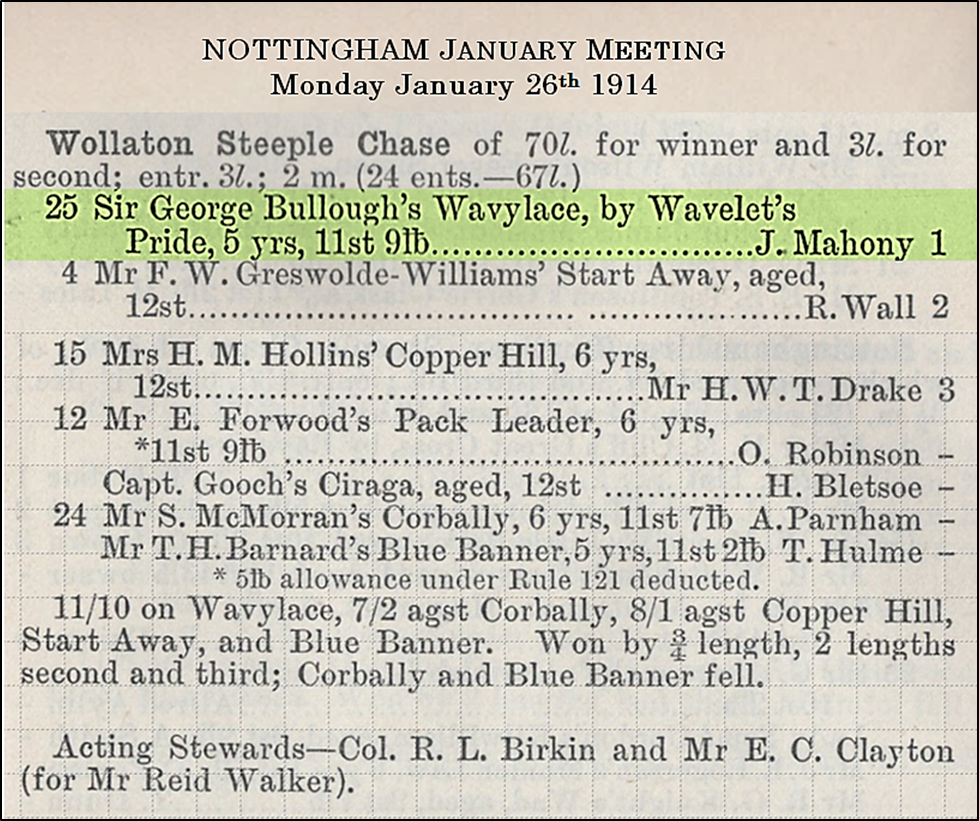 NOTTINGHAM JANUARY MEETING
Monday January 26th 1914
Wollaton Steeple Chase of 70l. for winner and 3l. for
second; entr. 3l.; 2 m. (24 ents.—67l.)
25 Sir George Bullough's Wavylace, by Wavelet's
Pride, 5 yrs, 11st 9lb..............................J. Mahony 1
4 Mr F. W. Greswolde-Williams' Start Away, aged,
12st.......................................... ......................R. Wall 2
15 Mrs H. M. Hollins' Copper Hill, 6 yrs,
12st............................................Mr H. W. T. Drake 3
12 Mr E. Forwood's Pack Leader, 6 yrs,
*11st 9lb ............................................O. Robinson –
Capt. Gooch's Ciraga, aged, 12st ...............H. Bletsoe –
24 Mr S. McMorran's Corbally, 6 yrs, 11st 7lb A. Parnham –
Mr T. H. Barnard's Blue Banner, 5 yrs, 11st 2lb T. Hulme –
* 5lb allowance under Rule 121 deducted.
11/10 on Wavylace, 7/2 agst Corbally, 8/1 agst Copper Hill,
Start Away, and Blue Banner. Won by ¾ length, 2 lengths
second and third; Corbally and Blue Banner fell.
Acting Stewards—Col. R. L. Birkin and Mr E. C. Clayton
(for Mr Reid Walker).